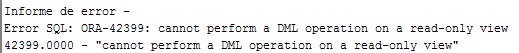 Informe de error -
Error SQL: ORA-42399: cannot perform a DML operation on a read-only view
42399.0000 - "cannot perform a DML operation on a read-only view"